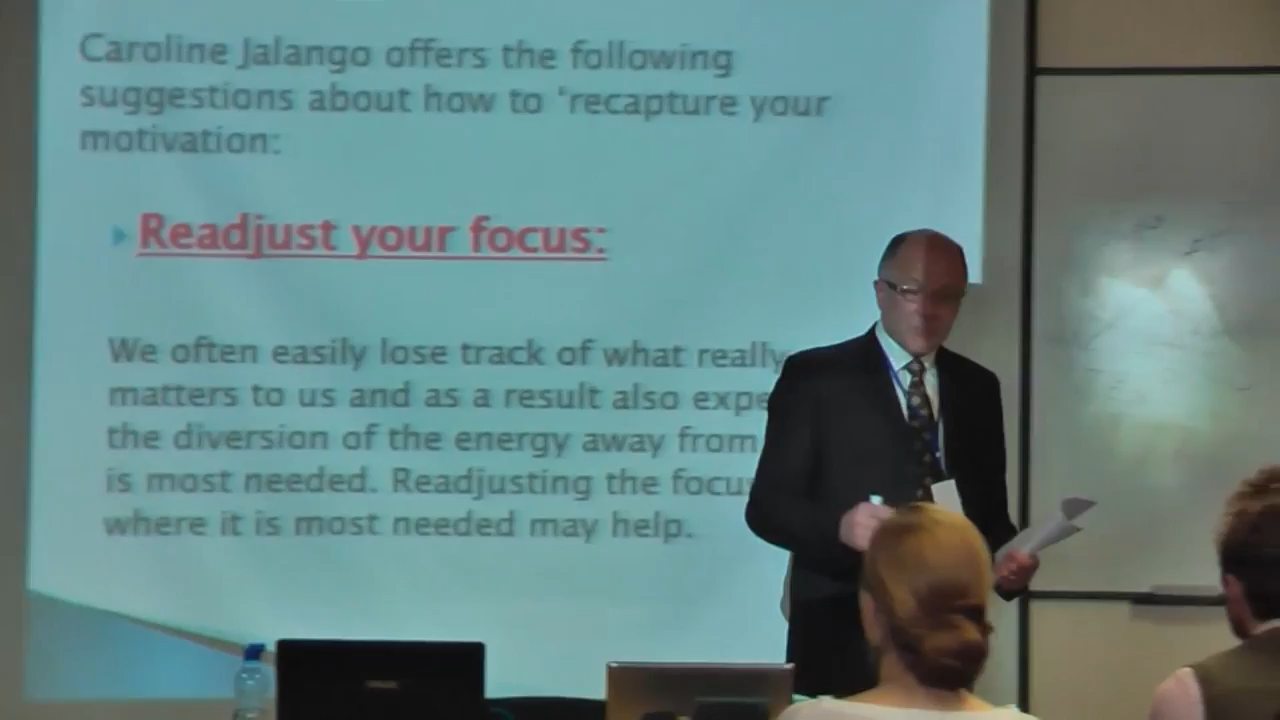 Caroline Jalango offers the following
suggestions about how to 'recapture your
motivation:
Readjust your focus:
We often easily lose track of what really
matters to us and as a result also expe
the diversion of the energy away from
is most needed. Readjusting the focus
where it is most needed may help.